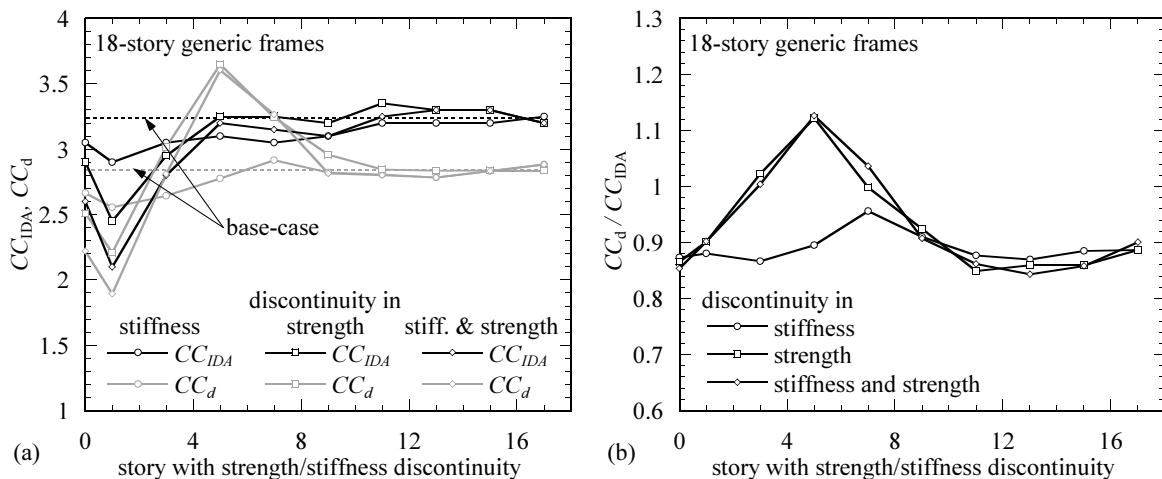 4
3.5
3
2.5
2
1.5
1
CC_IDA, CC_d
18-story generic frames
base-case
discontinuity in
stiffness strength stiff. & strength
CC_IDA CC_IDA CC_IDA
CC_d CC_d CC_d
0 4 8 12 16
story with strength/stiffness discontinuity
(a)
1.3
1.2
1.1
1
0.9
0.8
0.7
0.6
CC_d / CC_IDA
18-story generic frames
discontinuity in
stiffness
strength
stiffness and strength
0 4 8 12 16
story with strength/stiffness discontinuity
(b)